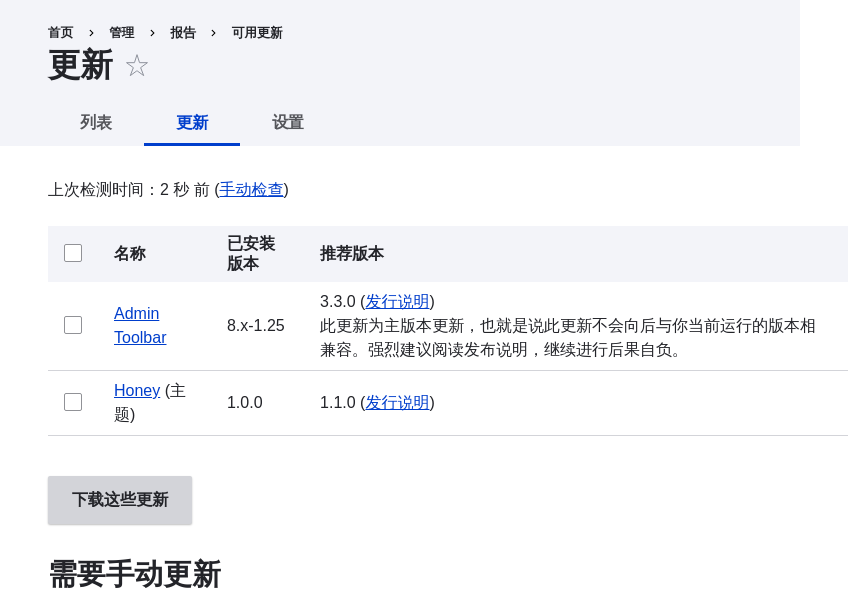 首页 › 管理 › 报告 › 可用更新
更新 ☆
列表 更新 设置
上次检测时间：2 秒 前 (手动检查)
名称 已安装版本 推荐版本
Admin Toolbar 8.x-1.25 3.3.0 (发行说明)
此更新为主版本更新，也就是说此更新不会向后与你当前运行的版本相
兼容。强烈建议阅读发布说明，继续进行后果自负。
Honey (主题) 1.0.0 1.1.0 (发行说明)
下载这些更新
需要手动更新